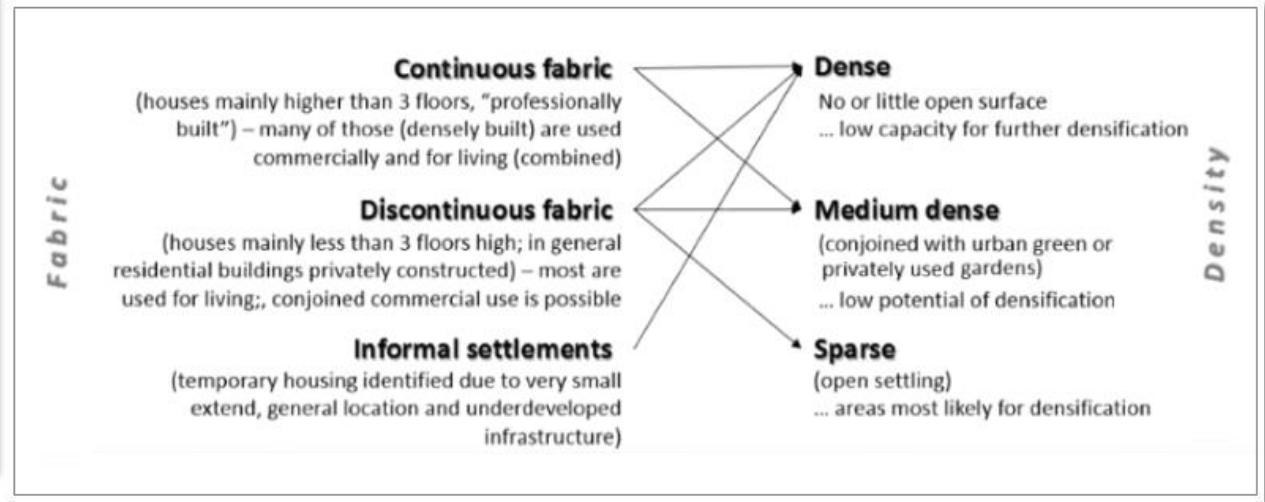 Fabric
Continuous fabric
(houses mainly higher than 3 floors, "professionally
built") – many of those (densely built) are used
commercially and for living (combined)
Discontinuous fabric
(houses mainly less than 3 floors high; in general
residential buildings privately constructed) – most are
used for living;, conjoined commercial use is possible
Informal settlements
(temporary housing identified due to very small
extend, general location and underdeveloped
infrastructure)
Dense
No or little open surface
... low capacity for further densification
Medium dense
(conjoined with urban green or
privately used gardens)
... low potential of densification
Sparse
(open settling)
... areas most likely for densification
Density